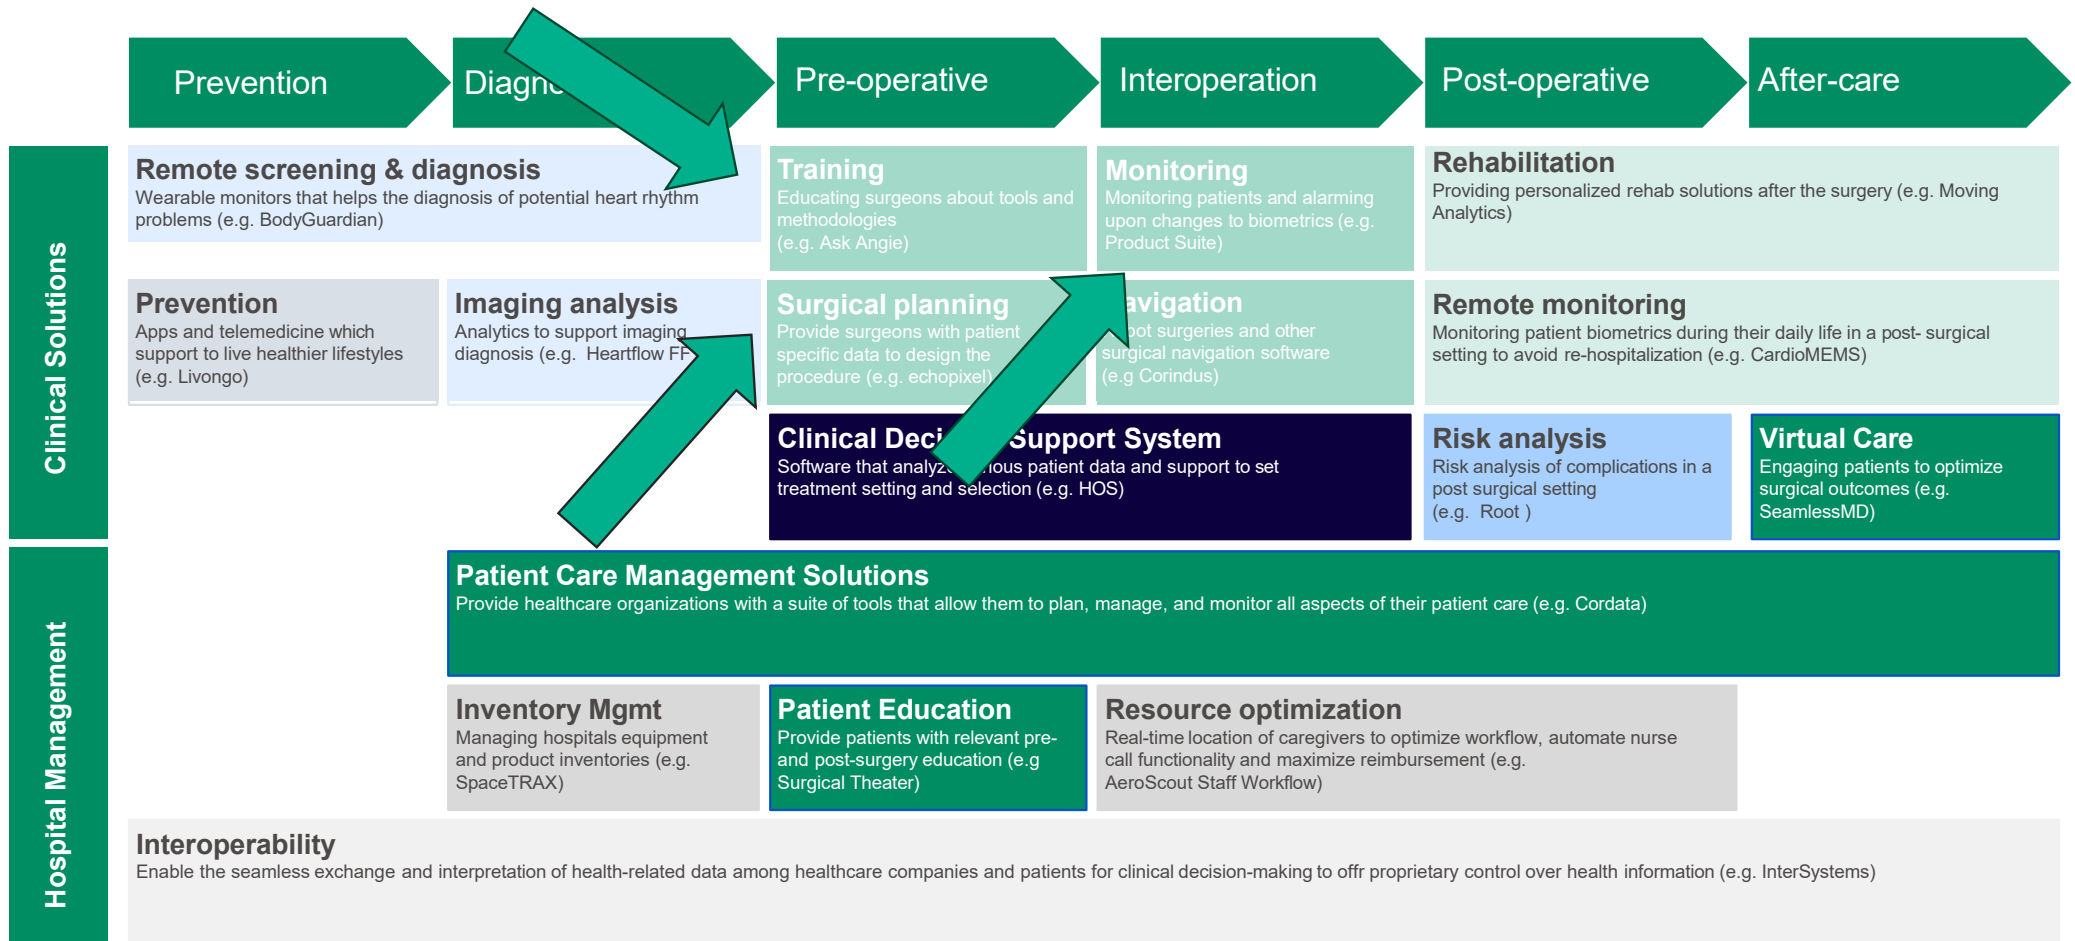 Prevention
Pre-operative
Interoperation
Post-operative
After-care
Clinical Solutions
Remote screening & diagnosis
Wearable monitors that helps the diagnosis of potential heart rhythm
problems (e.g. BodyGuardian)
Training
Educating surgeons about tools and
methodologies
(e.g. Ask Angie)
Monitoring
Monitoring patients and alarming
upon changes to biometrics (e.g.
Product Suite)
Rehabilitation
Providing personalized rehab solutions after the surgery (e.g. Moving
Analytics)
Prevention
Apps and telemedicine which
support to live healthier lifestyles
(e.g. Livongo)
Imaging analysis
Analytics to support imaging
diagnosis (e.g. Heartflow FF
Surgical planning
Provide surgeons with patient
specific data to design the
procedure (e.g. echopixel)
surgeries and other
surgical navigation software
(e.g Corindus)
Remote monitoring
Monitoring patient biometrics during their daily life in a post- surgical
setting to avoid re-hospitalization (e.g. CardioMEMS)
Clinical Support System
Software that patient data and support to set
treatment setting and selection (e.g. HOS)
Risk analysis
Risk analysis of complications in a
post surgical setting
(e.g. Root )
Virtual Care
Engaging patients to optimize
surgical outcomes (e.g.
SeamlessMD)
Hospital Management
Patient Care Management Solutions
Provide healthcare organizations with a suite of tools that allow them to plan, manage, and monitor all aspects of their patient care (e.g. Cordata)
Inventory Mgmt
Managing hospitals equipment
and product inventories (e.g.
SpaceTRAX)
Patient Education
Provide patients with relevant pre-
and post-surgery education (e.g
Surgical Theater)
Resource optimization
Real-time location of caregivers to optimize workflow, automate nurse
call functionality and maximize reimbursement (e.g.
AeroScout Staff Workflow)
Interoperability
Enable the seamless exchange and interpretation of health-related data among healthcare companies and patients for clinical decision-making to offr proprietary control over health information (e.g. InterSystems)